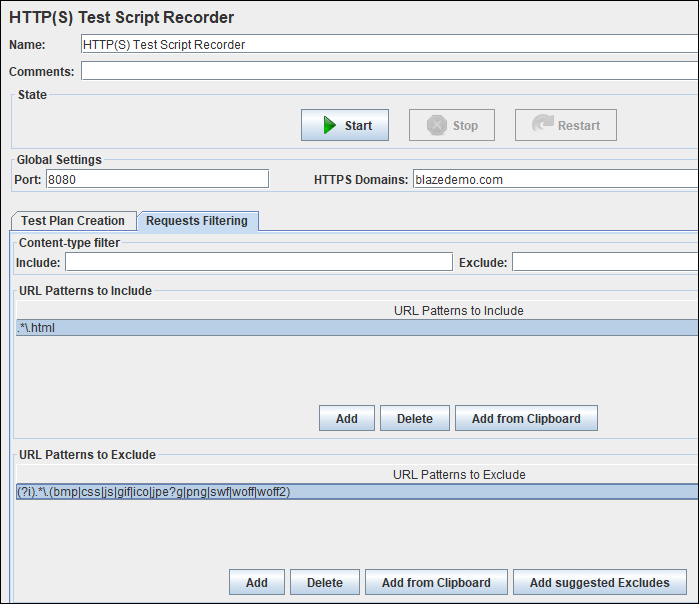 HTTP(S) Test Script Recorder
Name: HTTP(S) Test Script Recorder
Comments:
State
Start Stop Restart
Global Settings
Port: 8080 HTTPS Domains: blazedemo.com
Test Plan Creation Requests Filtering
Content-type filter
Include: Exclude:
URL Patterns to Include
URL Patterns to Include
.*\.html
Add Delete Add from Clipboard
URL Patterns to Exclude
URL Patterns to Exclude
(?i).*\.(bmp|css|js|gif|ico|jpe?g|png|swf|woff|woff2)
Add Delete Add from Clipboard Add suggested Excludes